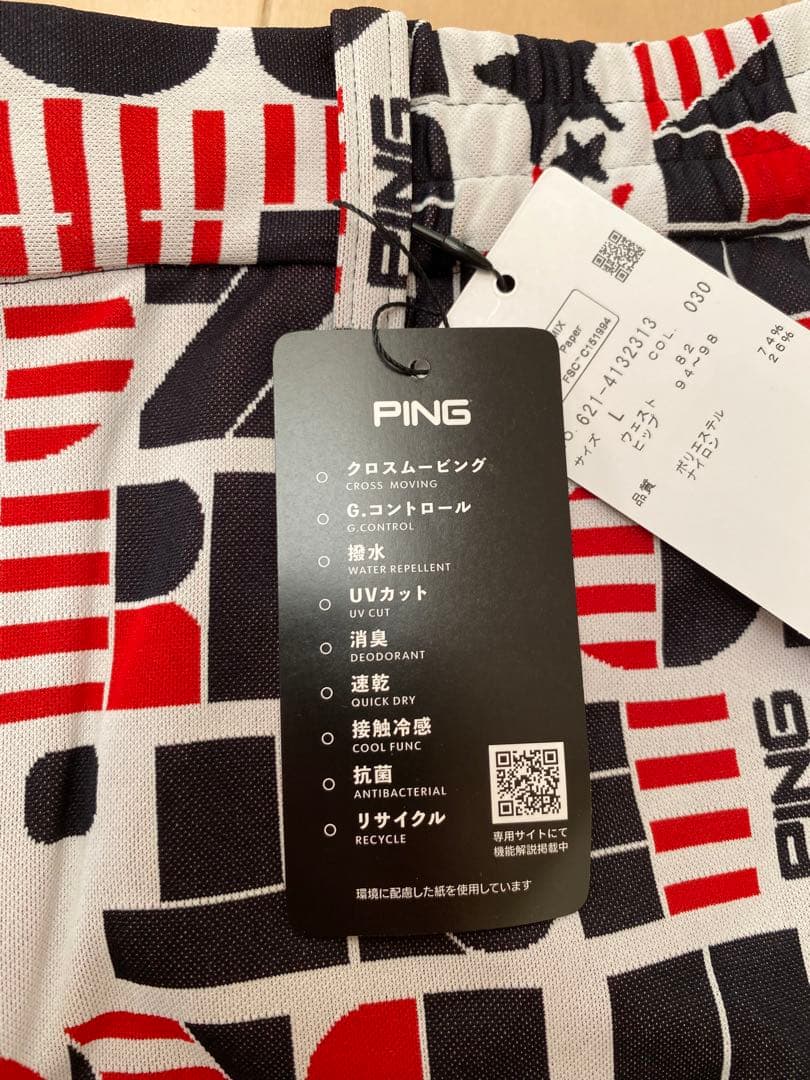 PING
PING
クロスムービング
CROSS MOVING
G.コントロール
G.CONTROL
撥水
WATER REPELLENT
UVカット
UV CUT
消臭
DEODORANT
速乾
QUICK DRY
接触冷感
COOL FUNC
抗菌
ANTIBACTERIAL
リサイクル
RECYCLE
専用サイトにて
機能解説掲載中
環境に配慮した紙を使用しています
MIX
Paper
FSC™ C151994
621-4132313
COL. 030
サイズ L
ウェスト 82
ヒップ 94~98
品質
ポリエステル 74%
ナイロン 26%
PING